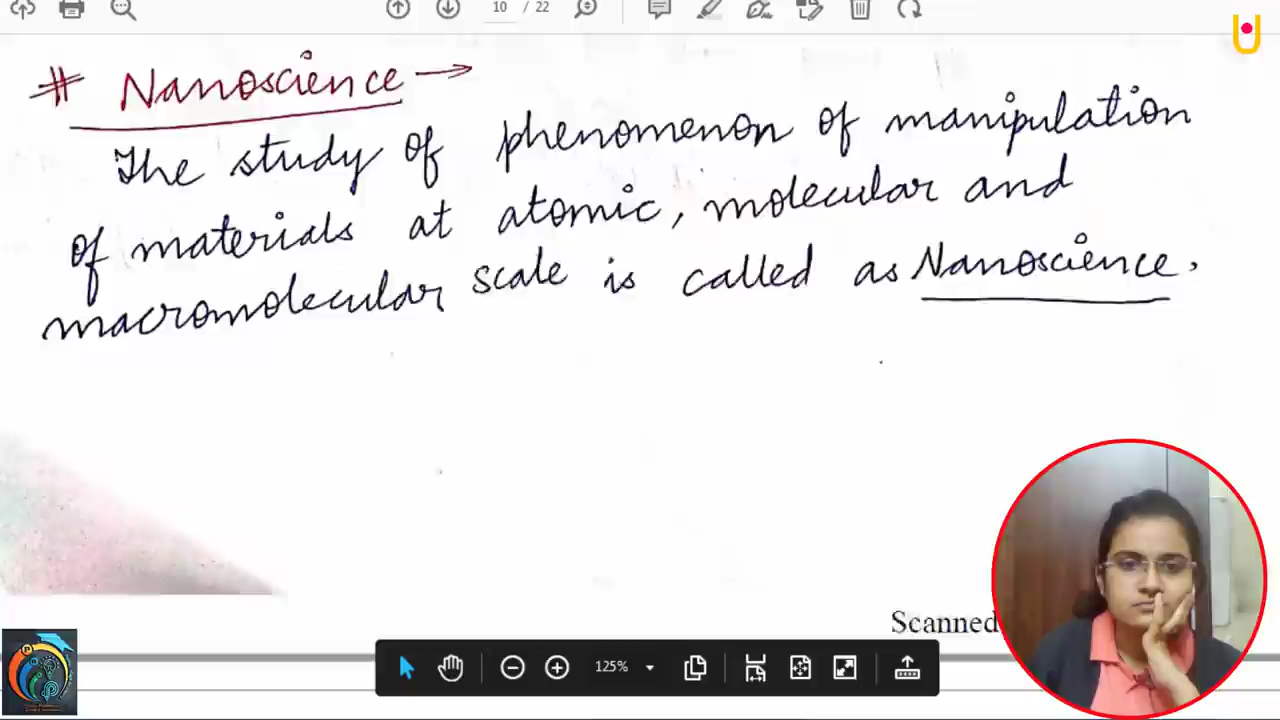 10 / 22
# Nanoscience →
The study of phenomenon of manipulation
of materials at atomic, molecular and
macromolecular scale is called as Nanoscience.
Scanned
125%